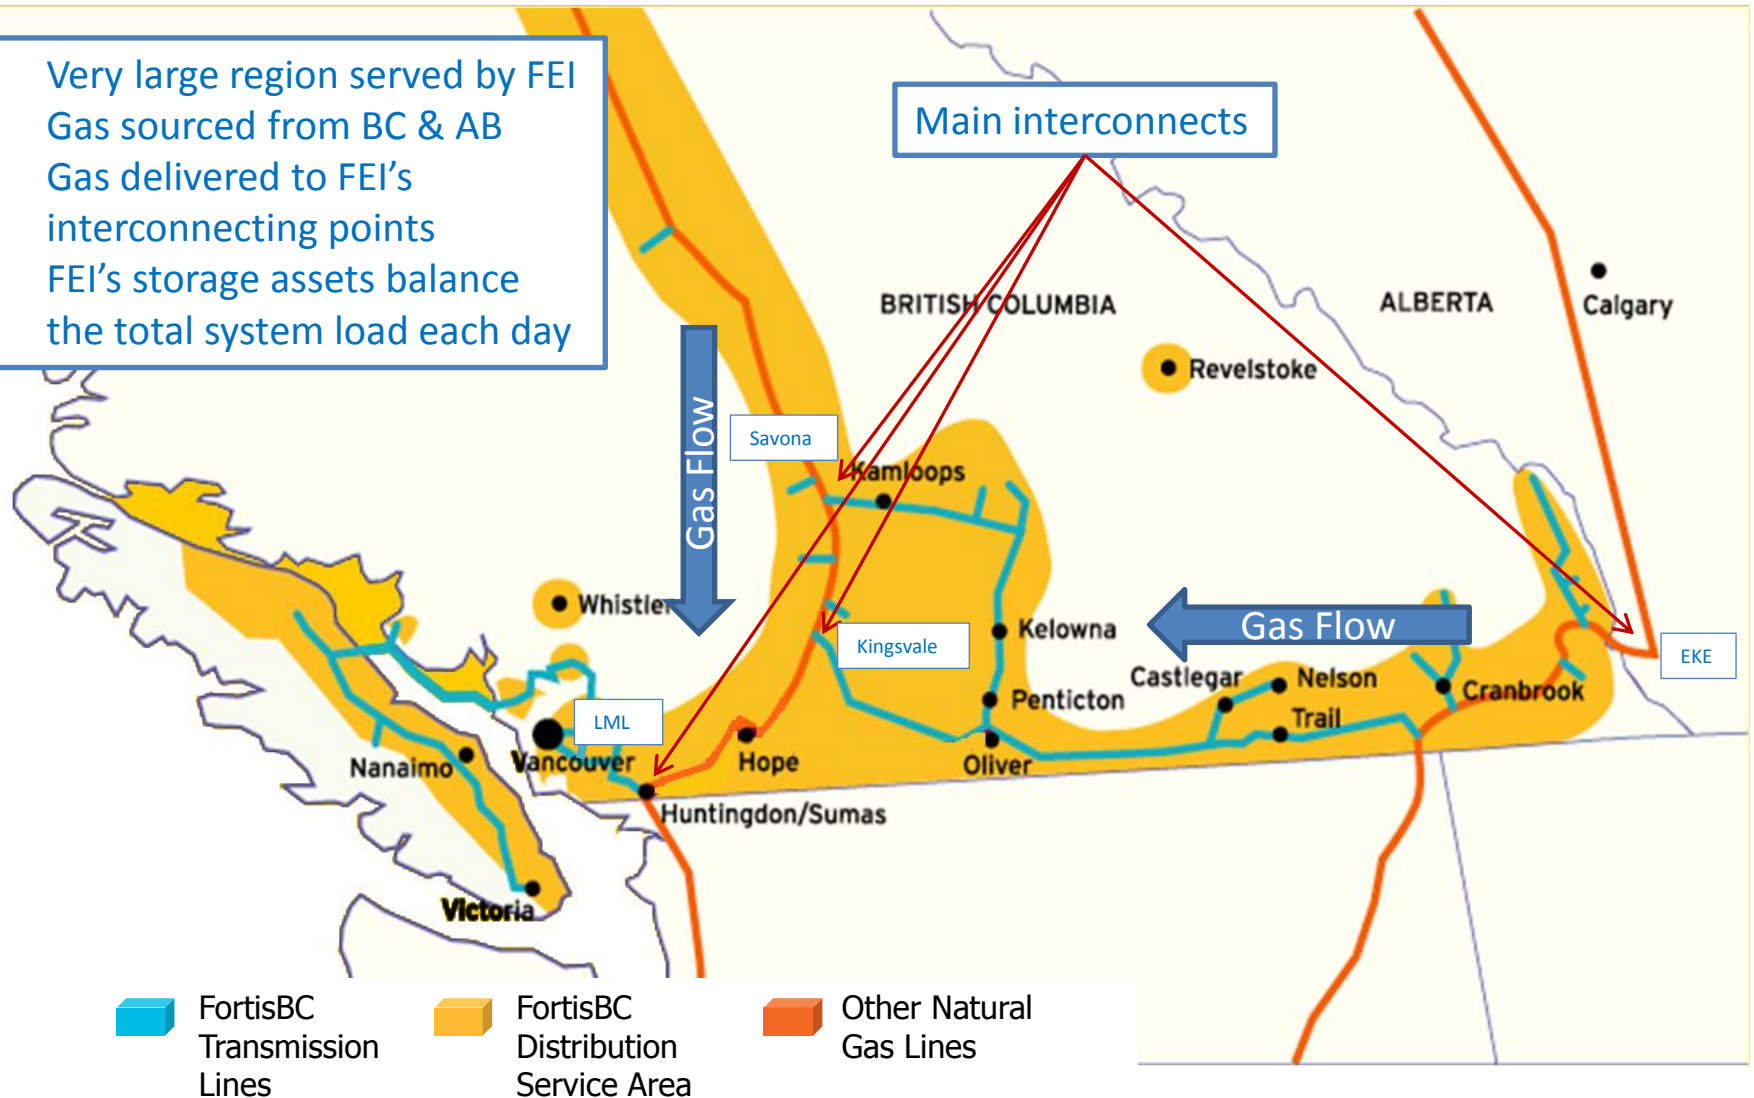 Very large region served by FEI
Gas sourced from BC & AB
Gas delivered to FEI’s
interconnecting points
FEI’s storage assets balance
the total system load each day
Main interconnects
BRITISH COLUMBIA
ALBERTA
Calgary
Revelstoke
Gas Flow
Savona
Kamloops
Whistler
Kingsvale
Kelowna
Gas Flow
EKE
Castlegar
Nelson
Cranbrook
Penticton
Trail
LML
Vancouver
Nanaimo
Hope
Oliver
Huntingdon/Sumas
Victoria
FortisBC
Transmission
Lines
FortisBC
Distribution
Service Area
Other Natural
Gas Lines